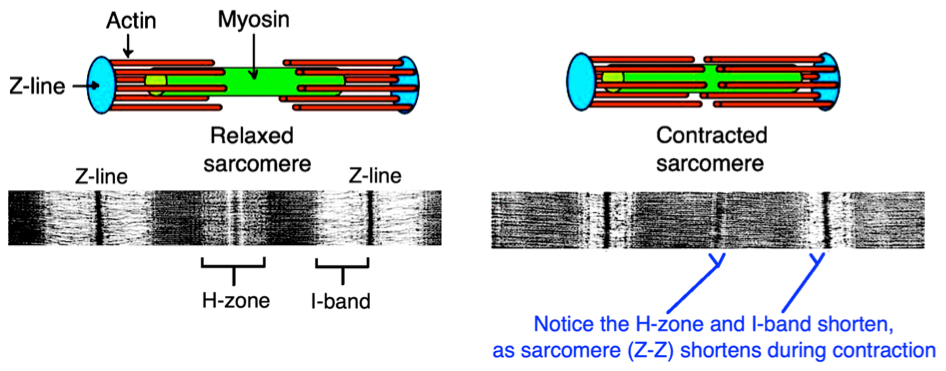 Actin
Myosin
Z-line
Relaxed
sarcomere
Contracted
sarcomere
Z-line
Z-line
H-zone
I-band
Notice the H-zone and I-band shorten,
as sarcomere (Z-Z) shortens during contraction